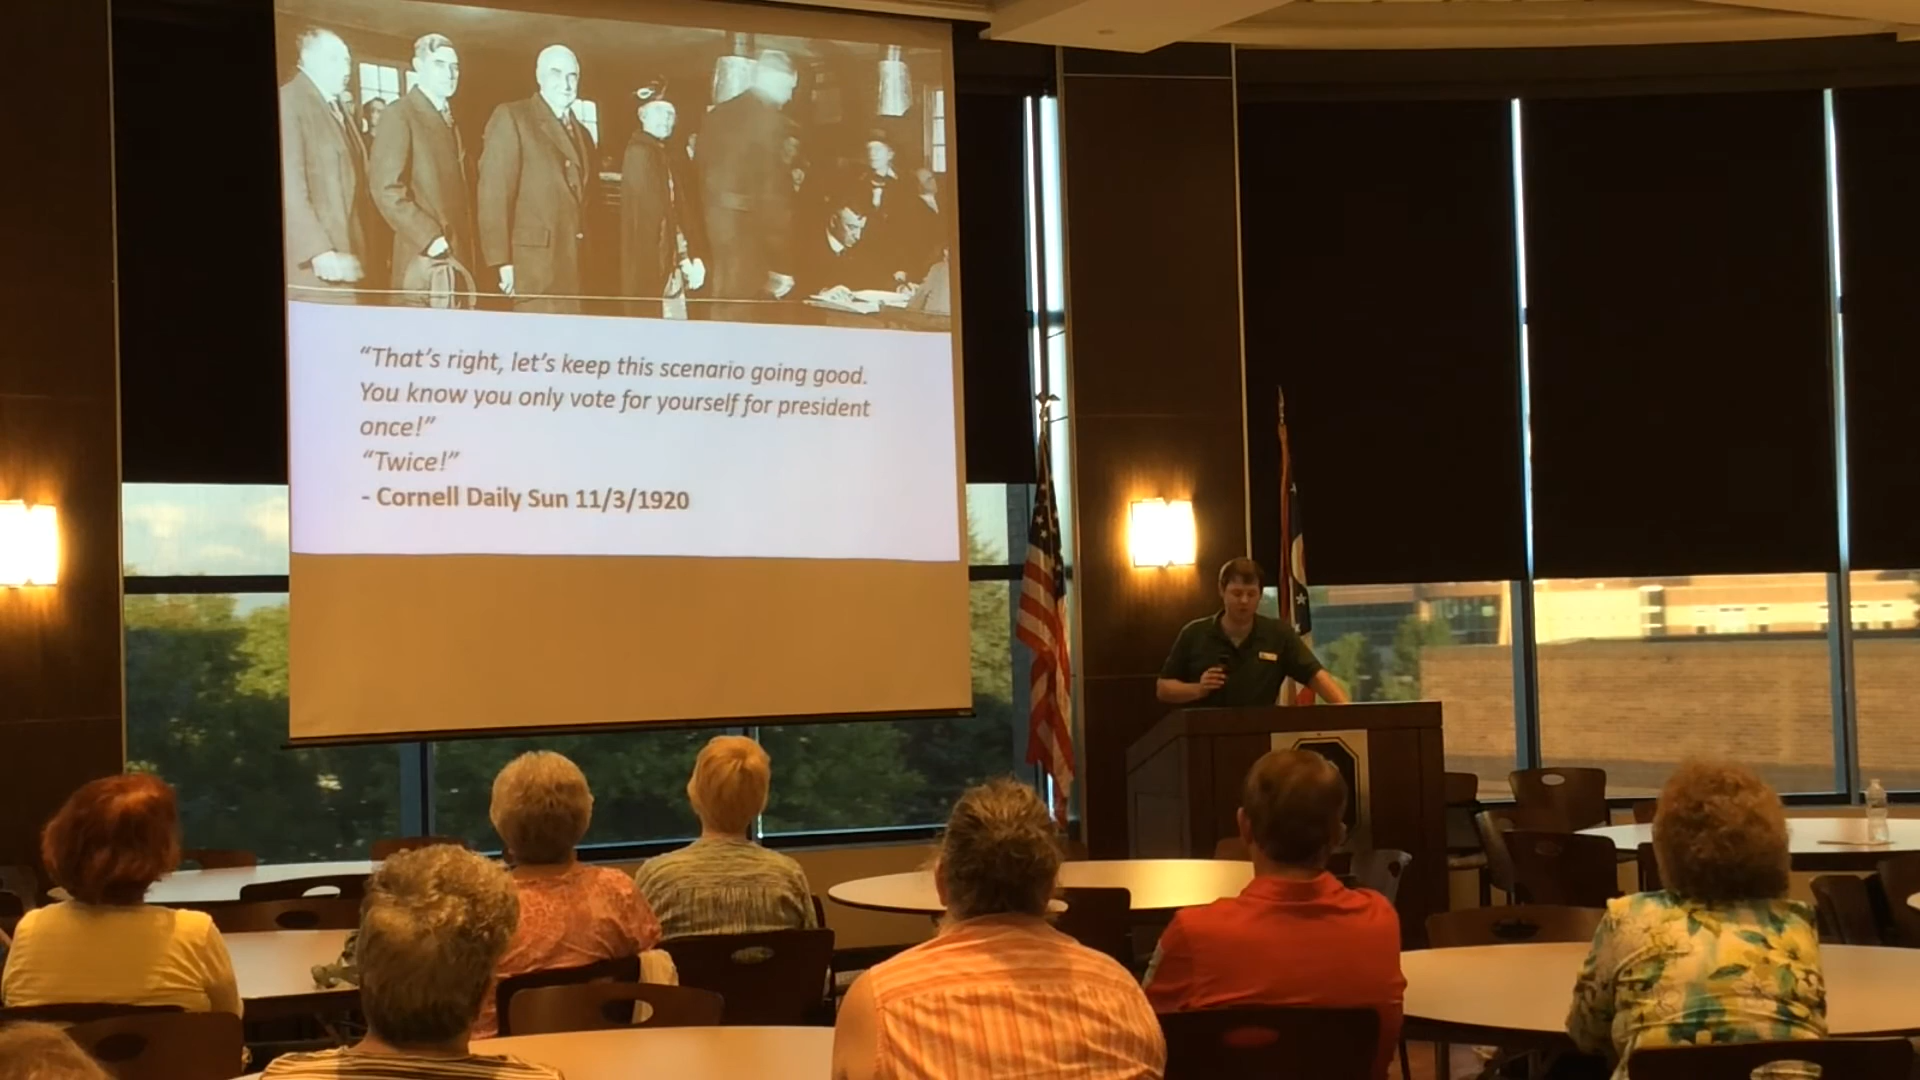 “That’s right, let’s keep this scenario going good.
You know you only vote for yourself for president
once!”
“Twice!”
- Cornell Daily Sun 11/3/1920